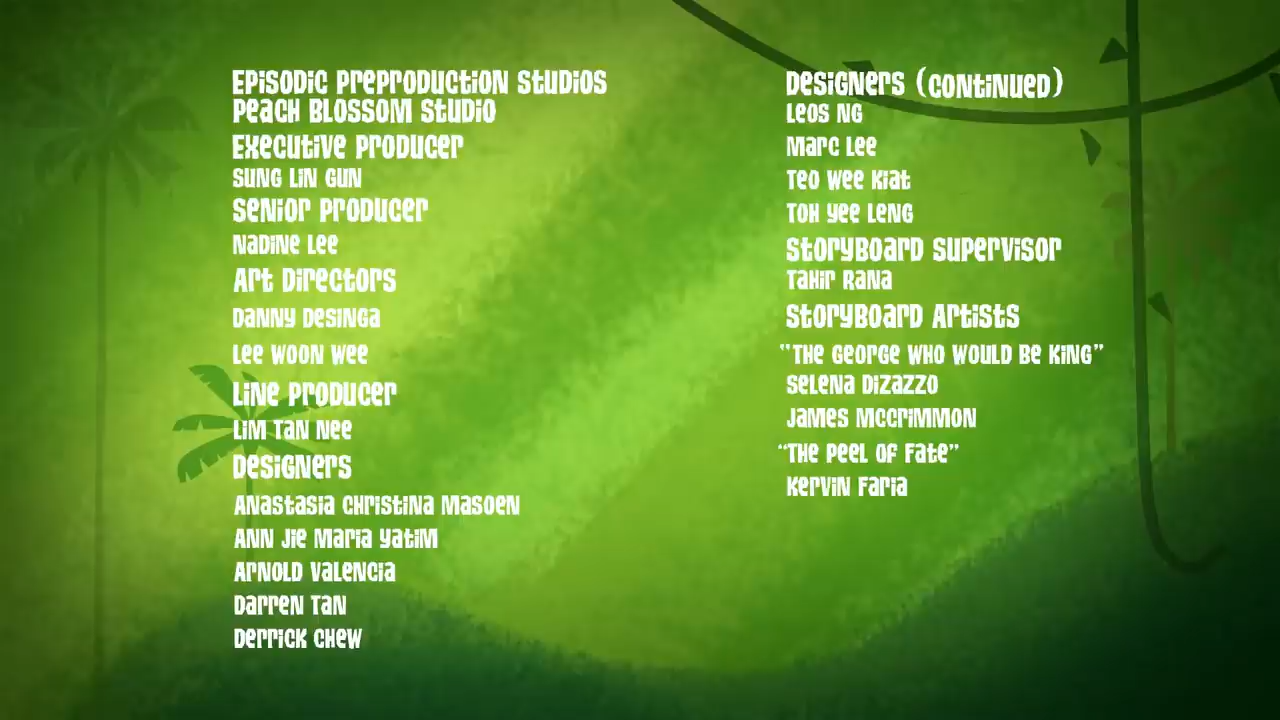 Episodic Preproduction Studios
Peach Blossom Studio
Executive Producer
Sung Lin Gun
Senior Producer
Nadine Lee
Art Directors
Danny Desinga
Lee Woon Wee
Line Producer
Lim Tan Nee
Designers
Anastasia Christina Masoen
Ann Jie Maria Yatim
Arnold Valencia
Darren Tan
Derrick Chew
Designers (Continued)
Leos Ng
Marc Lee
Teo Wee Kiat
Toh Yee Leng
Storyboard Supervisor
Tahir Rana
Storyboard Artists
"The George Who Would Be King"
Selena Dizazzo
James McCrimmon
"The Peel of Fate"
Kervin Faria